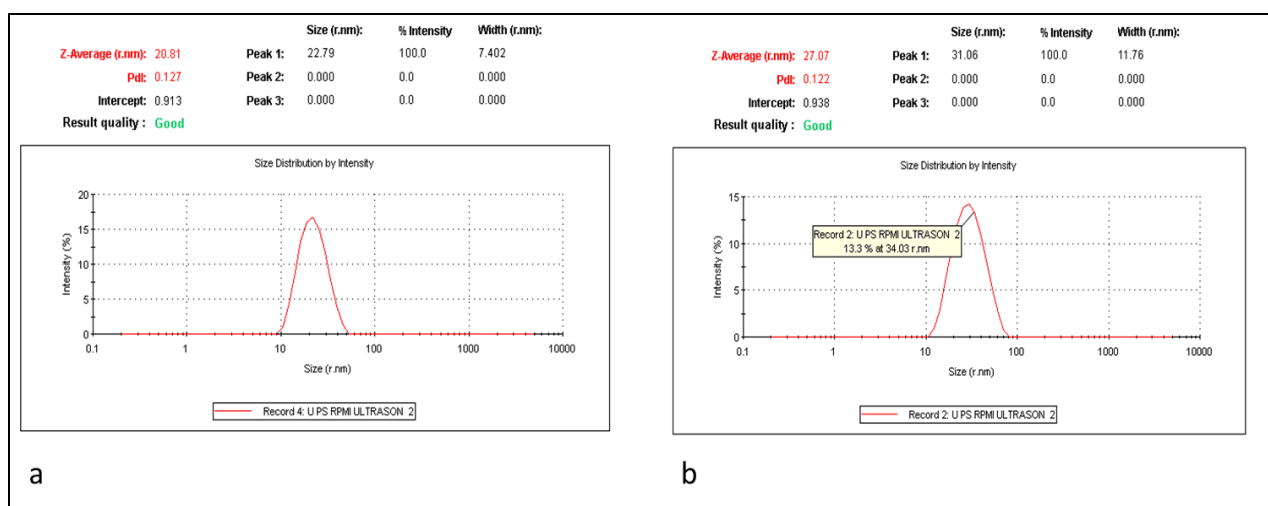 Size (r.nm): % Intensity Width (r.nm):
Z-Average (r.nm): 20.81 Peak 1: 22.79 100.0 7.402
PdI: 0.127 Peak 2: 0.000 0.0 0.000
Intercept: 0.913 Peak 3: 0.000 0.0 0.000
Result quality : Good
Size Distribution by Intensity
20
15
10
5
0
Intensity (%)
0.1 1 10 100 1000 10000
Size (r.nm)
Record 4: U PS RPMI ULTRASON 2
a
Size (r.nm): % Intensity Width (r.nm):
Z-Average (r.nm): 27.07 Peak 1: 31.06 100.0 11.76
PdI: 0.122 Peak 2: 0.000 0.0 0.000
Intercept: 0.938 Peak 3: 0.000 0.0 0.000
Result quality : Good
Size Distribution by Intensity
15
10
5
0
Intensity (%)
Record 2: U PS RPMI ULTRASON 2
13.3 % at 34.03 r.nm
0.1 1 10 100 1000 10000
Size (r.nm)
Record 2: U PS RPMI ULTRASON 2
b